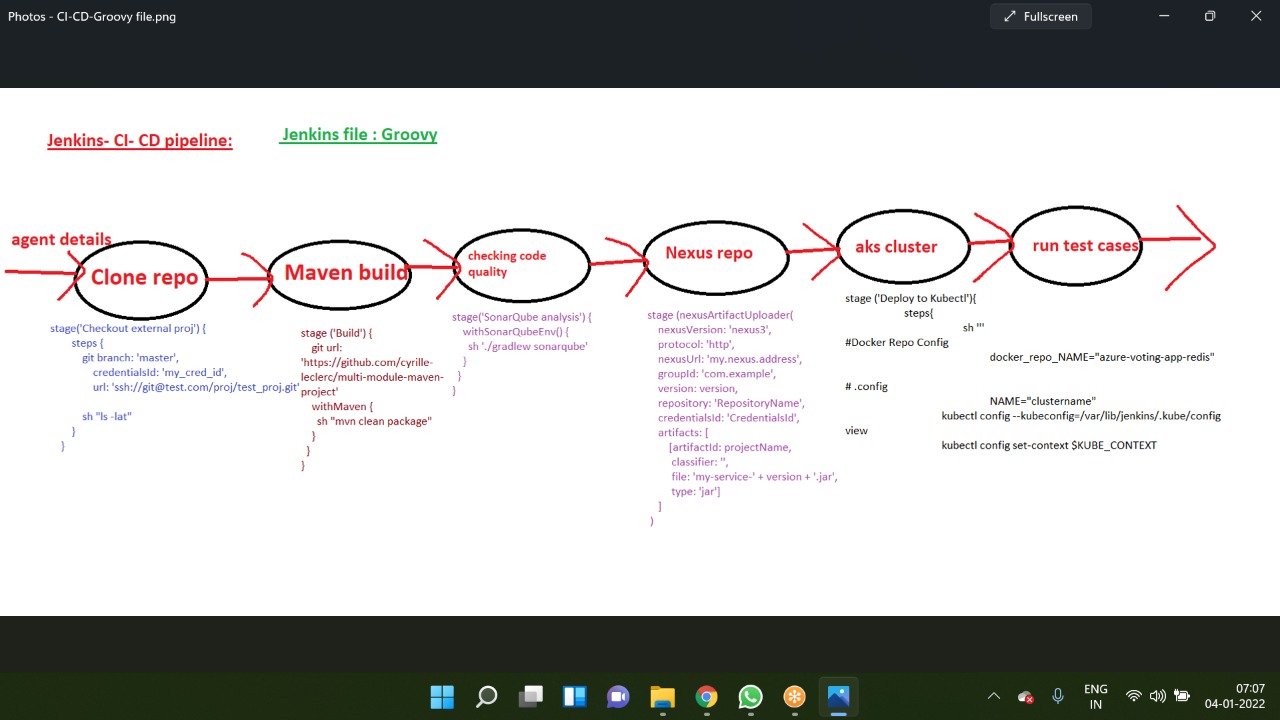 Photos - CI-CD-Groovy file.png
Fullscreen
Jenkins- CI- CD pipeline:
Jenkins file : Groovy
agent details
Clone repo
Maven build
checking code
quality
Nexus repo
aks cluster
run test cases
stage('Checkout external proj') {
steps {
git branch: 'master',
credentialsId: 'my_cred_id',
url: 'ssh://git@test.com/proj/test_proj.git'
sh "ls -lat"
}
}
stage ('Build') {
git url:
'https://github.com/cyrille-
leclerc/multi-module-maven-
project'
withMaven {
sh "mvn clean package"
}
}
}
stage('SonarQube analysis') {
withSonarQubeEnv() {
sh './gradlew sonarqube'
}
}
}
stage (nexusArtifactUploader(
nexusVersion: 'nexus3',
protocol: 'http',
nexusUrl: 'my.nexus.address',
groupId: 'com.example',
version: version,
repository: 'RepositoryName',
credentialsId: 'CredentialsId',
artifacts: [
[artifactId: projectName,
classifier: '',
file: 'my-service-' + version + '.jar',
type: 'jar']
]
)
stage ('Deploy to Kubectl'){
steps{
sh '''
#Docker Repo Config
docker_repo_NAME="azure-voting-app-redis"
# .config
NAME="clustername"
kubectl config --kubeconfig=/var/lib/jenkins/.kube/config
view
kubectl config set-context $KUBE_CONTEXT
ENG
IN
07:07
04-01-2022